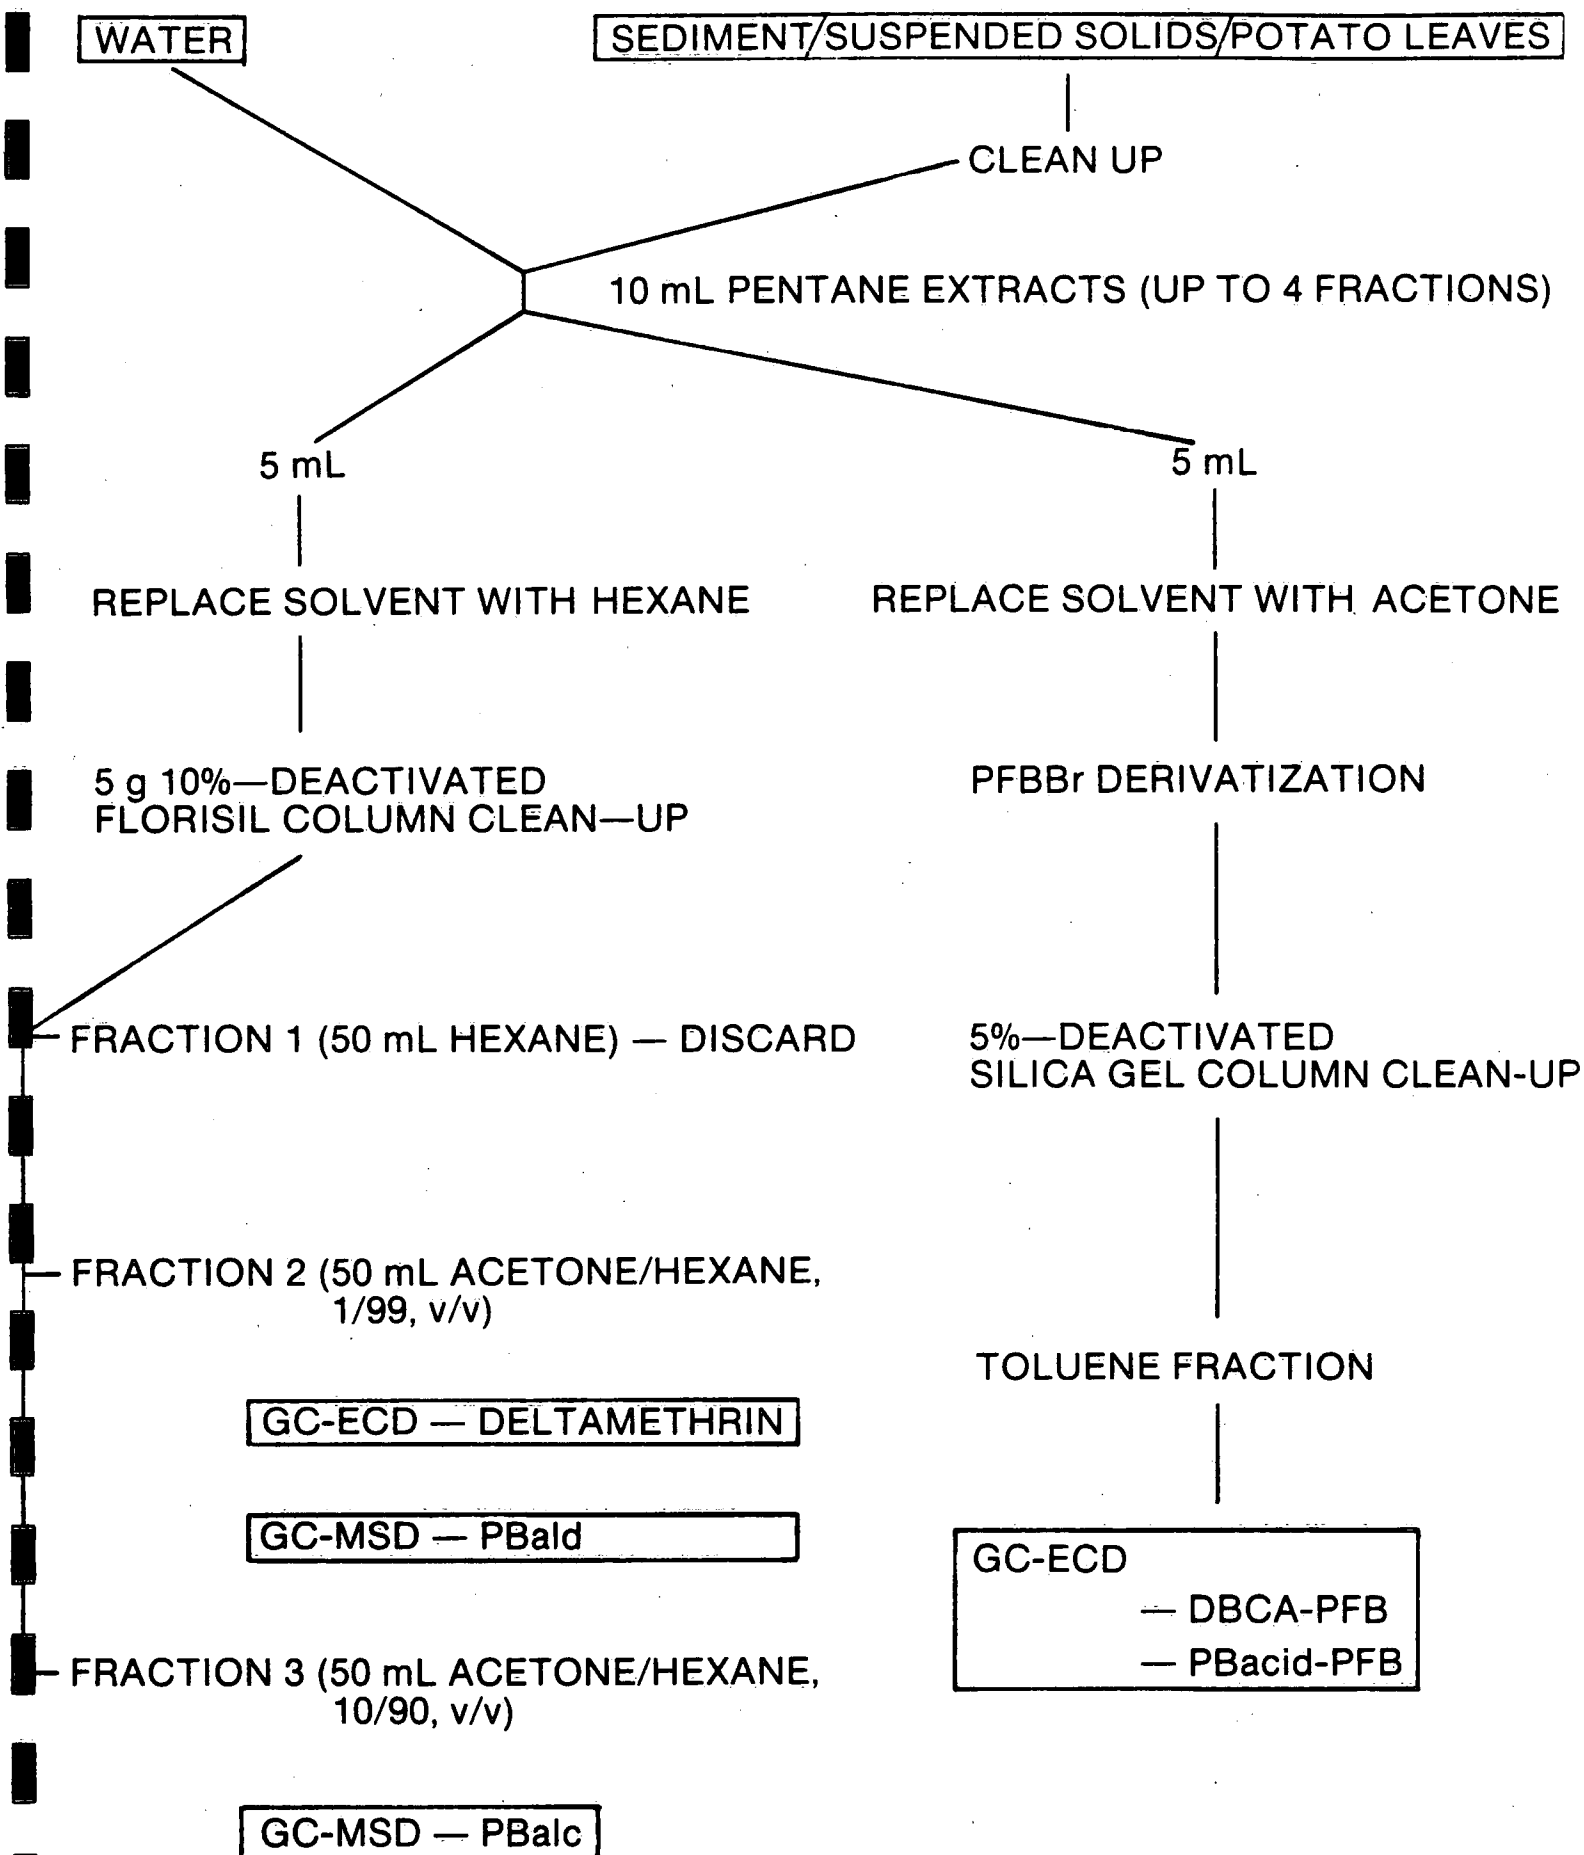 WATER
SEDIMENT/SUSPENDED SOLIDS/POTATO LEAVES
CLEAN UP
10 mL PENTANE EXTRACTS (UP TO 4 FRACTIONS)
5 mL
5 mL
REPLACE SOLVENT WITH HEXANE
REPLACE SOLVENT WITH ACETONE
5 g 10%—DEACTIVATED
FLORISIL COLUMN CLEAN—UP
PFBBr DERIVATIZATION
FRACTION 1 (50 mL HEXANE) — DISCARD
5%—DEACTIVATED
SILICA GEL COLUMN CLEAN-UP
FRACTION 2 (50 mL ACETONE/HEXANE,
1/99, v/v)
TOLUENE FRACTION
GC-ECD — DELTAMETHRIN
GC-MSD — PBald
GC-ECD
— DBCA-PFB
— PBacid-PFB
FRACTION 3 (50 mL ACETONE/HEXANE,
10/90, v/v)
GC-MSD — PBalc